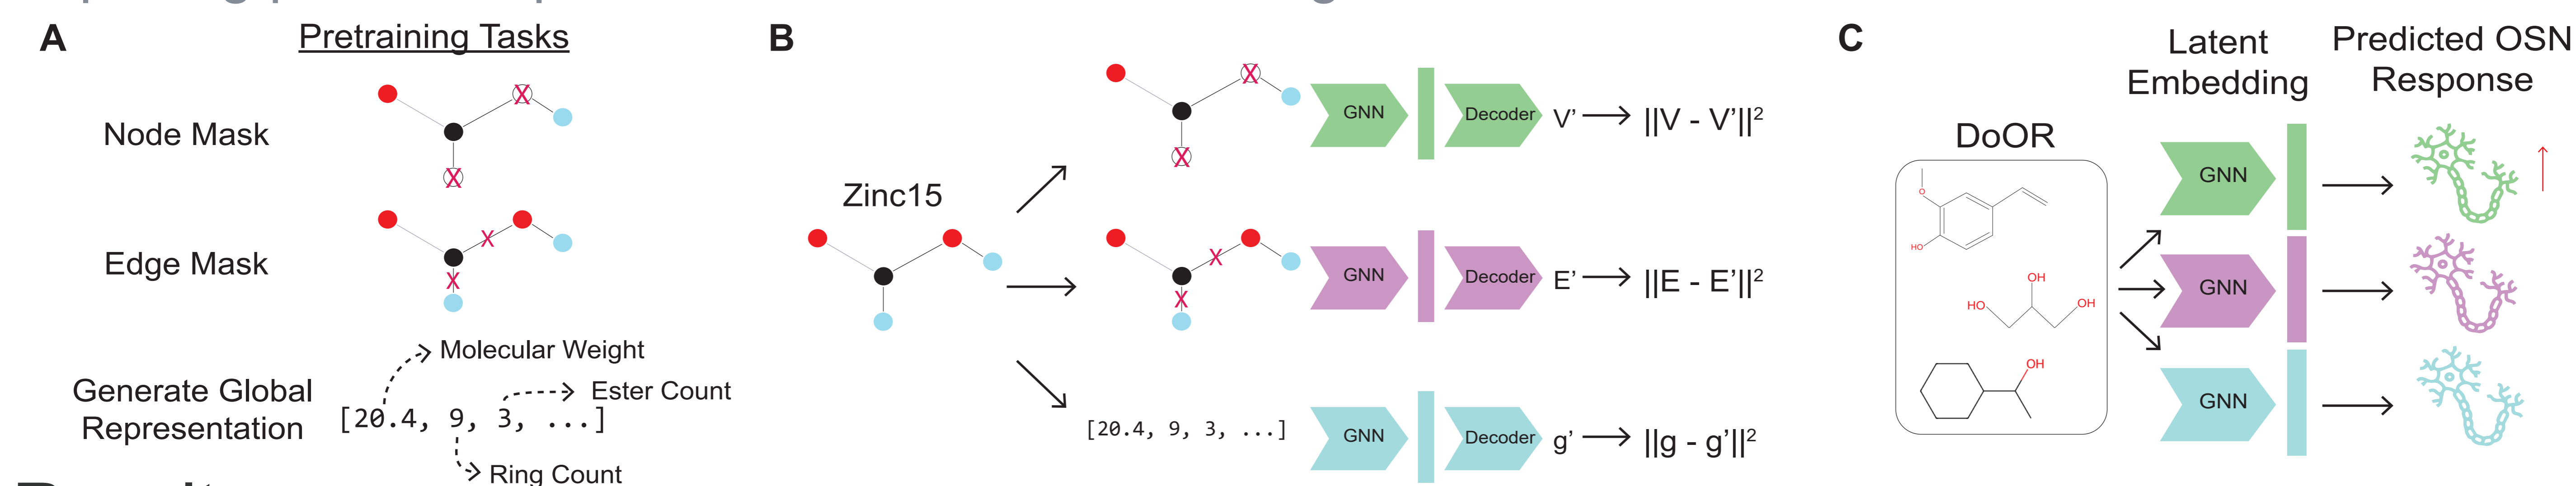 A
Pretraining Tasks
Node Mask
X
X
Edge Mask
X
X
Generate Global
Representation
Molecular Weight
Ester Count
[20.4, 9, 3, ...]
Ring Count
B
Zinc15
X
X
GNN
Decoder
V'
||V - V'||²
X
X
GNN
Decoder
E'
||E - E'||²
[20.4, 9, 3, ...]
GNN
Decoder
g'
||g - g'||²
C
Latent
Embedding
Predicted OSN
Response
DoOR
O
HO
OH
HO
OH
OH
GNN
GNN
GNN